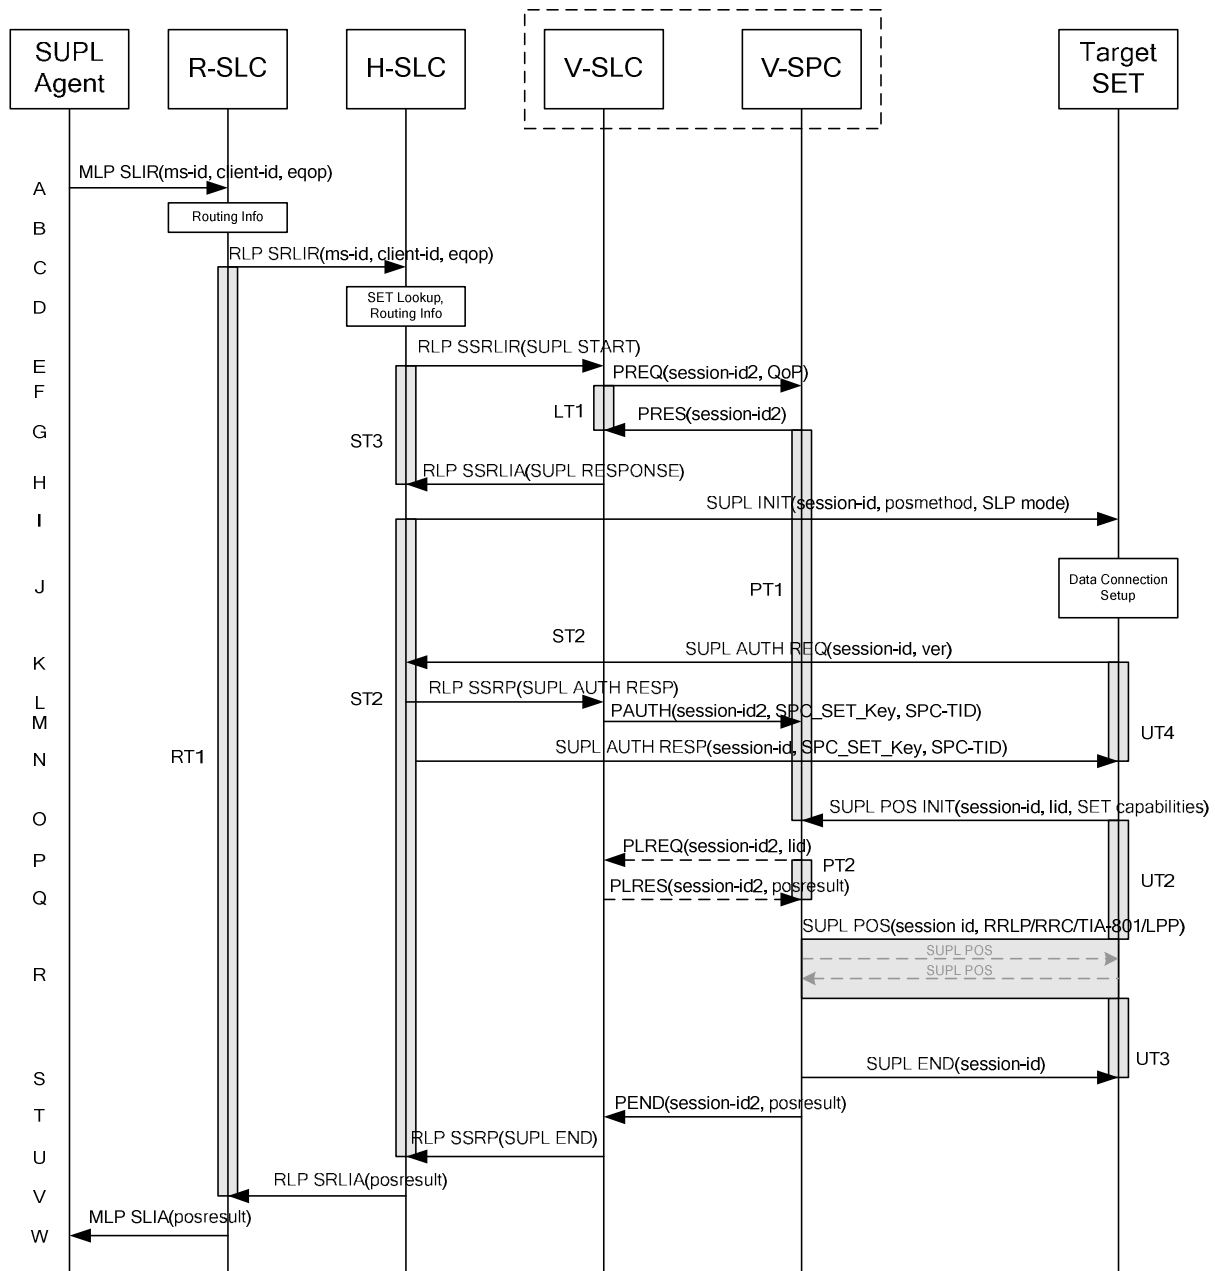 SUPL
Agent
R-SLC
H-SLC
V-SLC
V-SPC
Target
SET
A
MLP SLIR(ms-id, client-id, eqop)
B
Routing Info
C
RLP SRLIR(ms-id, client-id, eqop)
D
SET Lookup,
Routing Info
E
RLP SSRLIR(SUPL START)
F
PREQ(session-id2, QoP)
LT1
G
PRES(session-id2)
ST3
H
RLP SSRLIA(SUPL RESPONSE)
I
SUPL INIT(session-id, posmethod, SLP mode)
J
PT1
Data Connection
Setup
ST2
K
SUPL AUTH REQ(session-id, ver)
L
ST2
RLP SSRP(SUPL AUTH RESP)
M
PAUTH(session-id2, SPC_SET_Key, SPC-TID)
UT4
N
RT1
SUPL AUTH RESP(session-id, SPC_SET_Key, SPC-TID)
O
SUPL POS INIT(session-id, lid, SET capabilities)
P
PLREQ(session-id2, lid)
PT2
UT2
Q
PLRES(session-id2, posresult)
SUPL POS(session id, RRLP/RRC/TIA-801/LPP)
SUPL POS
R
SUPL POS
UT3
S
SUPL END(session-id)
T
PEND(session-id2, posresult)
U
RLP SSRP(SUPL END)
V
RLP SRLIA(posresult)
W
MLP SLIA(posresult)